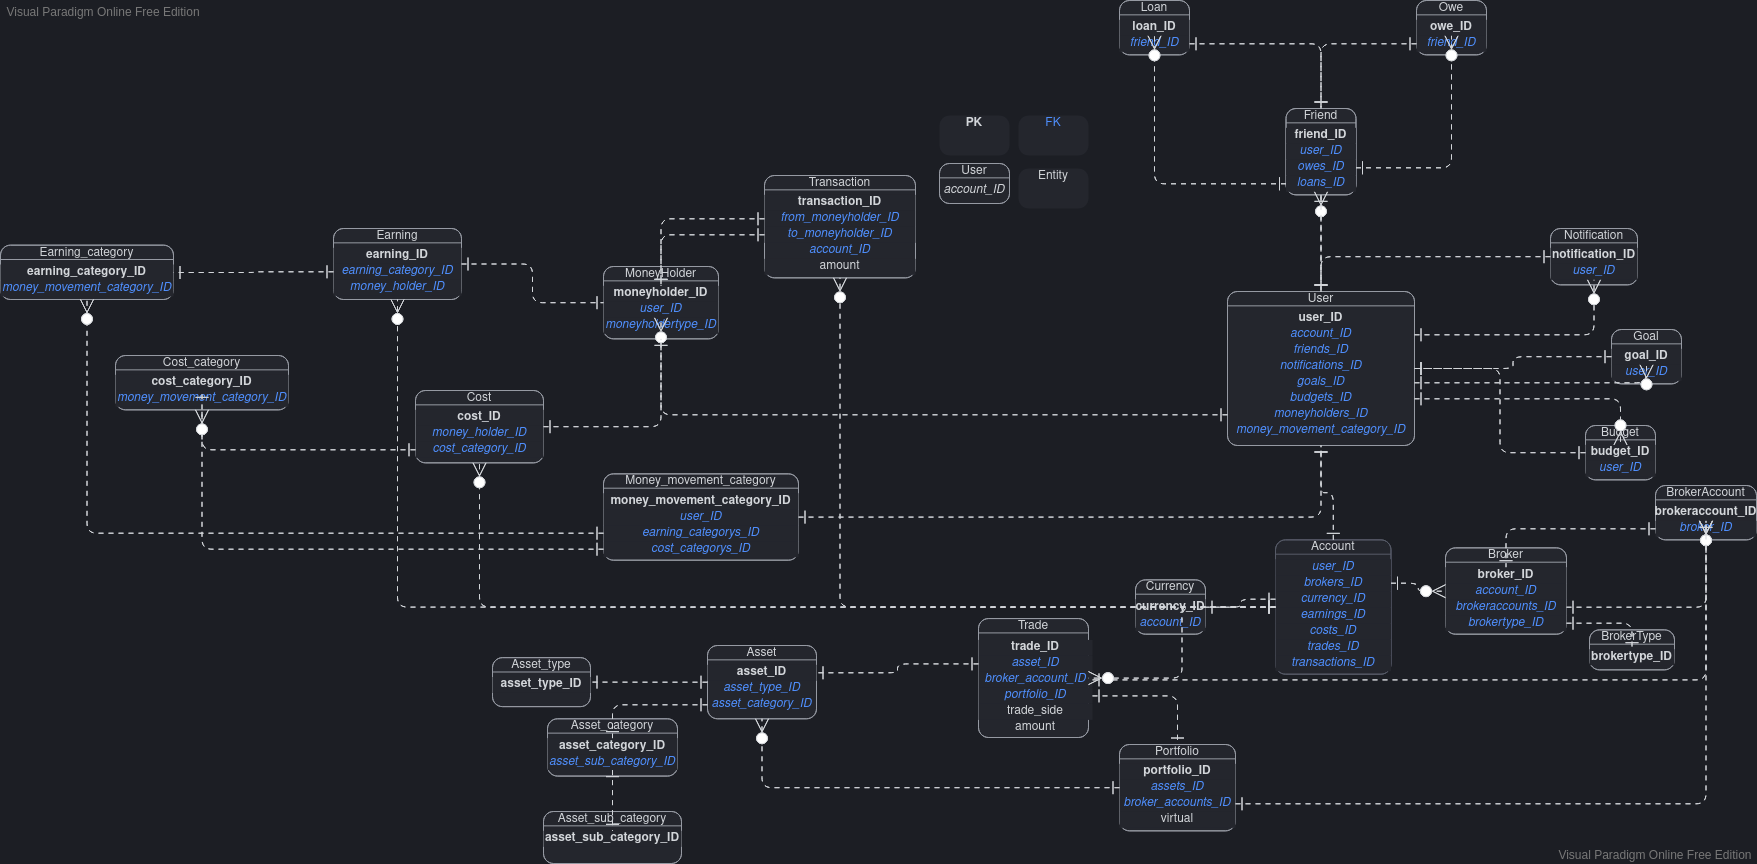 Visual Paradigm Online Free Edition
Loan
loan_ID
friend_ID
Owe
owe_ID
friend_ID
Friend
friend_ID
user_ID
owes_ID
loans_ID
PK
FK
User
account_ID
Entity
Transaction
transaction_ID
from_moneyholder_ID
to_moneyholder_ID
account_ID
amount
Earning_category
earning_category_ID
money_movement_category_ID
Earning
earning_ID
earning_category_ID
money_holder_ID
MoneyHolder
moneyholder_ID
user_ID
moneyholdertype_ID
Notification
notification_ID
user_ID
User
user_ID
account_ID
friends_ID
notifications_ID
goals_ID
budgets_ID
moneyholders_ID
money_movement_category_ID
Goal
goal_ID
user_ID
Cost_category
cost_category_ID
money_movement_category_ID
Cost
cost_ID
money_holder_ID
cost_category_ID
Budget
budget_ID
user_ID
Money_movement_category
money_movement_category_ID
user_ID
earning_categorys_ID
cost_categorys_ID
BrokerAccount
brokeraccount_ID
broker_ID
Account
user_ID
brokers_ID
currency_ID
earnings_ID
costs_ID
trades_ID
transactions_ID
Broker
broker_ID
account_ID
brokeraccounts_ID
brokertype_ID
Currency
currency_ID
account_ID
BrokerType
brokertype_ID
Trade
trade_ID
asset_ID
broker_account_ID
portfolio_ID
trade_side
amount
Asset_type
asset_type_ID
Asset
asset_ID
asset_type_ID
asset_category_ID
Asset_category
asset_category_ID
asset_sub_category_ID
Portfolio
portfolio_ID
assets_ID
broker_accounts_ID
virtual
Asset_sub_category
asset_sub_category_ID
Visual Paradigm Online Free Edition